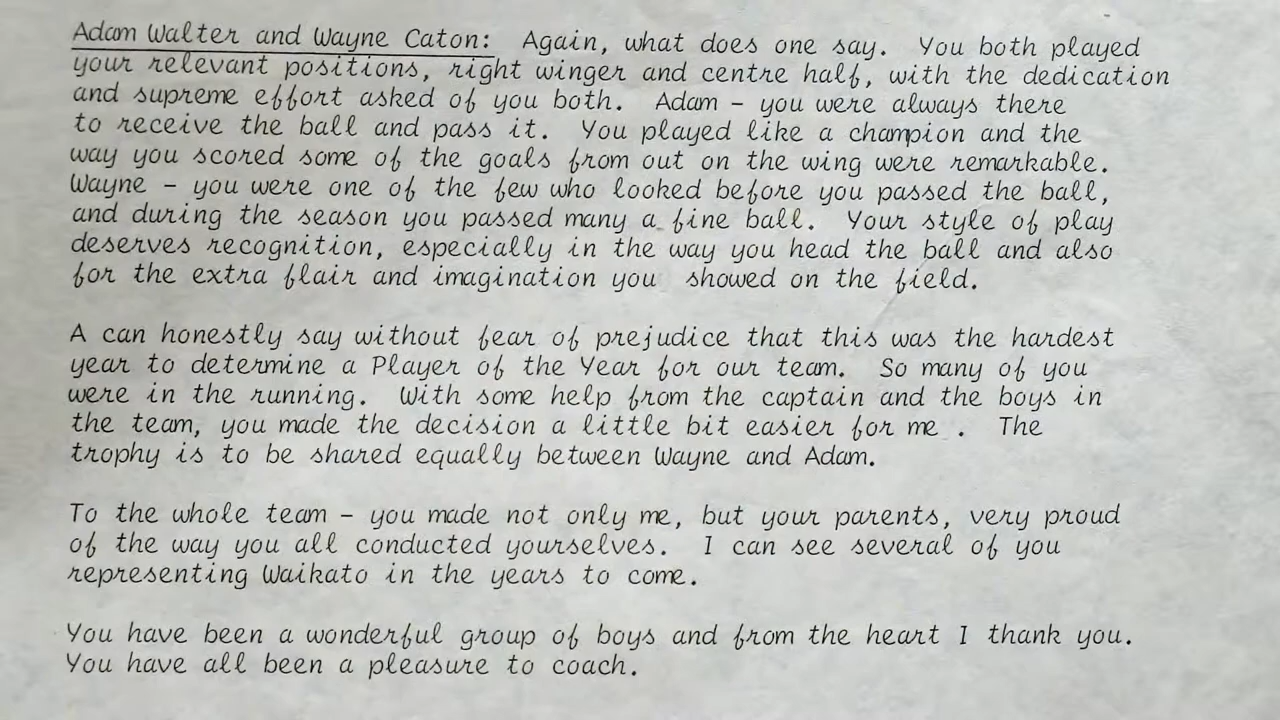 Adam Walter and Wayne Caton:  Again, what does one say.  You both played
your relevant positions, right winger and centre half, with the dedication
and supreme effort asked of you both.  Adam - you were always there
to receive the ball and pass it.  You played like a champion and the
way you scored some of the goals from out on the wing were remarkable.
Wayne - you were one of the few who looked before you passed the ball,
and during the season you passed many a fine ball.  Your style of play
deserves recognition, especially in the way you head the ball and also
for the extra flair and imagination you  showed on the field.
A can honestly say without fear of prejudice that this was the hardest
year to determine a Player of the Year for our team.  So many of you
were in the running.  With some help from the captain and the boys in
the team, you made the decision a little bit easier for me .  The
trophy is to be shared equally between Wayne and Adam.
To the whole team - you made not only me, but your parents, very proud
of the way you all conducted yourselves.  I can see several of you
representing Waikato in the years to come.
You have been a wonderful group of boys and from the heart I thank you.
You have all been a pleasure to coach.